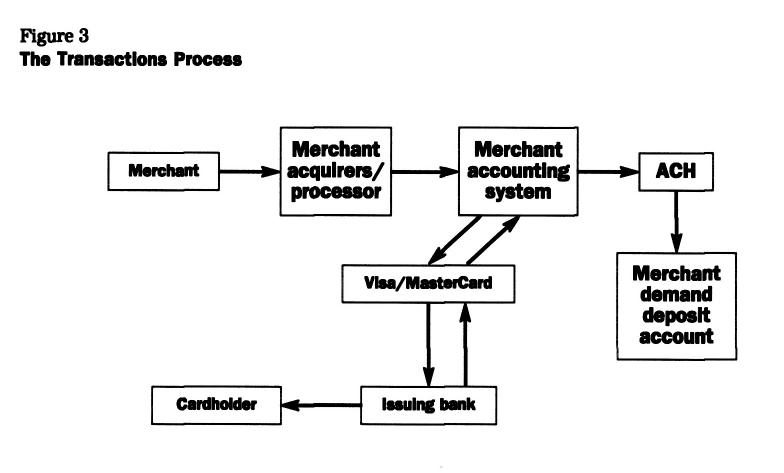 Figure 3
The Transactions Process
Merchant
Merchant
acquirers/
processor
Merchant
accounting
system
ACH
Visa/MasterCard
Merchant
demand
deposit
account
Cardholder
Issuing bank